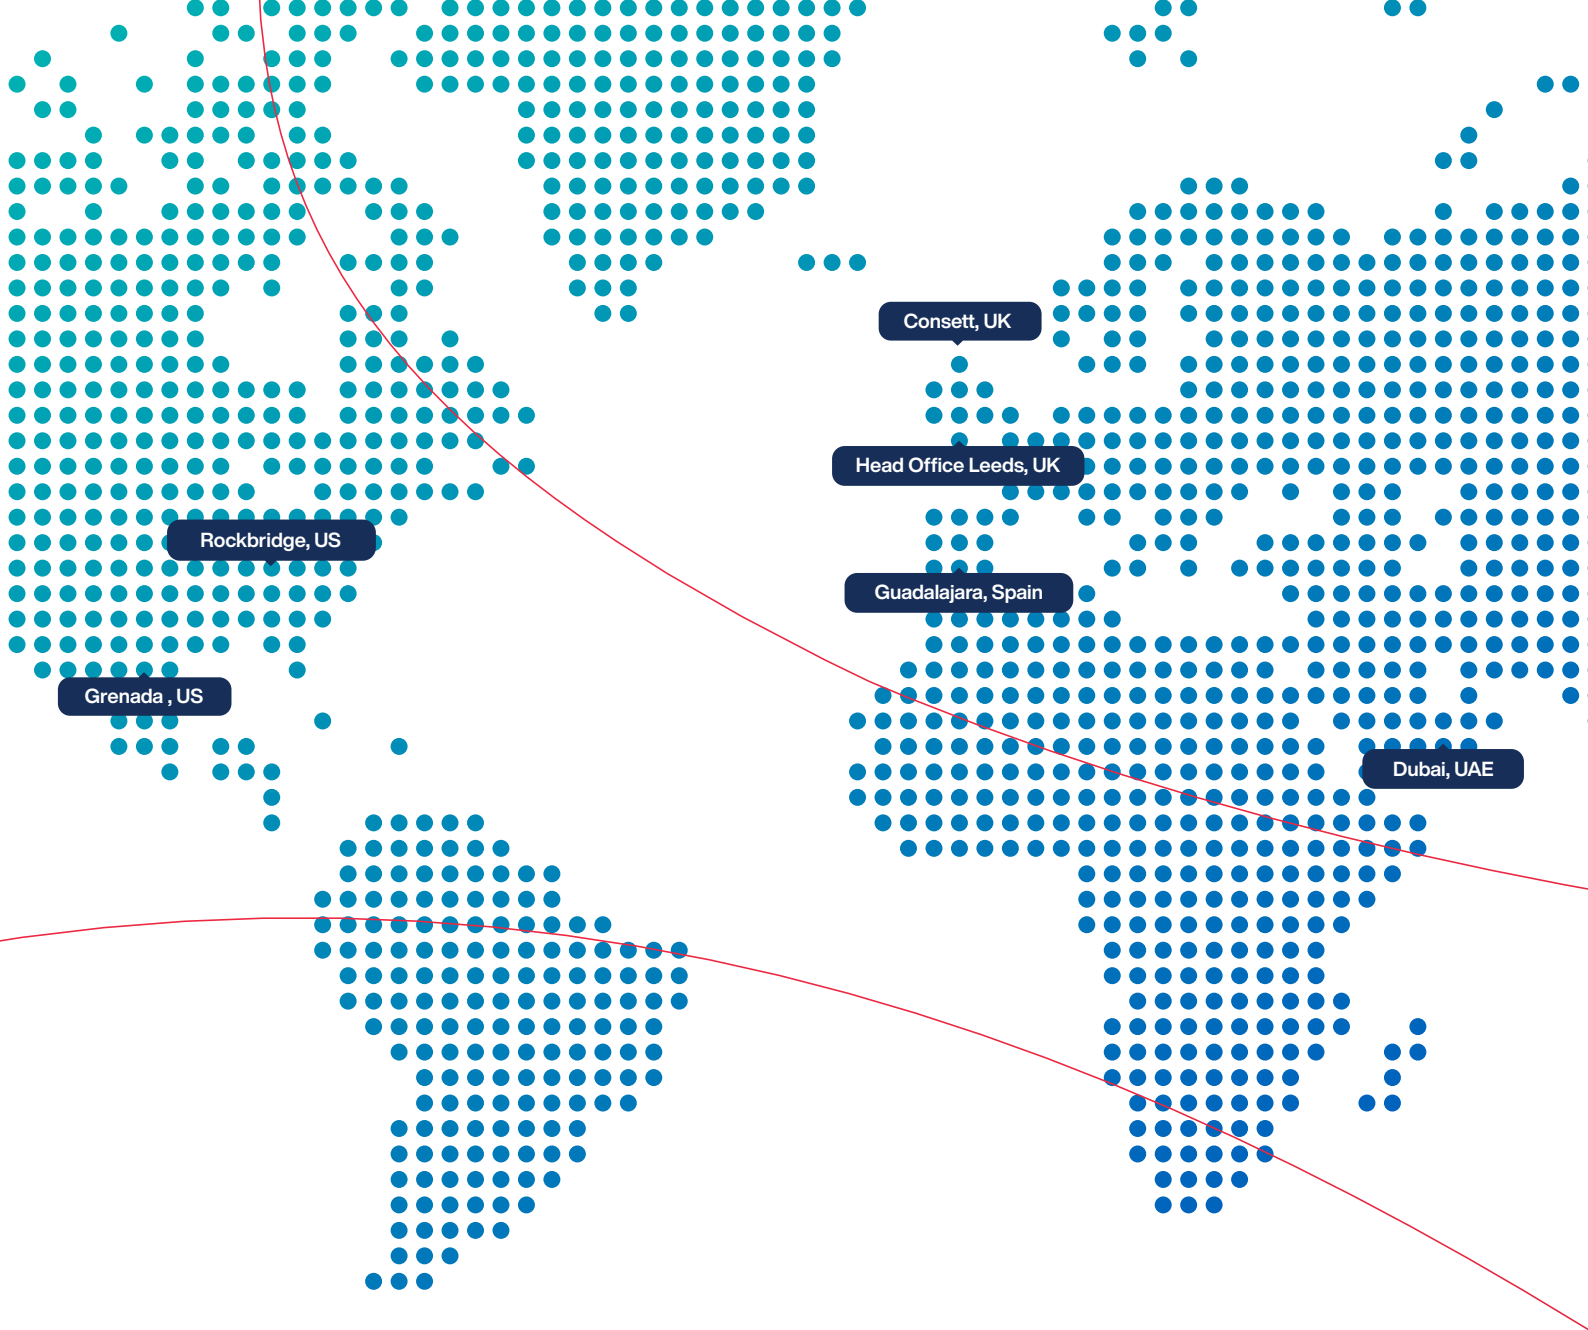 Consett, UK
Head Office Leeds, UK
Rockbridge, US
Guadalajara, Spain
Grenada , US
Dubai, UAE